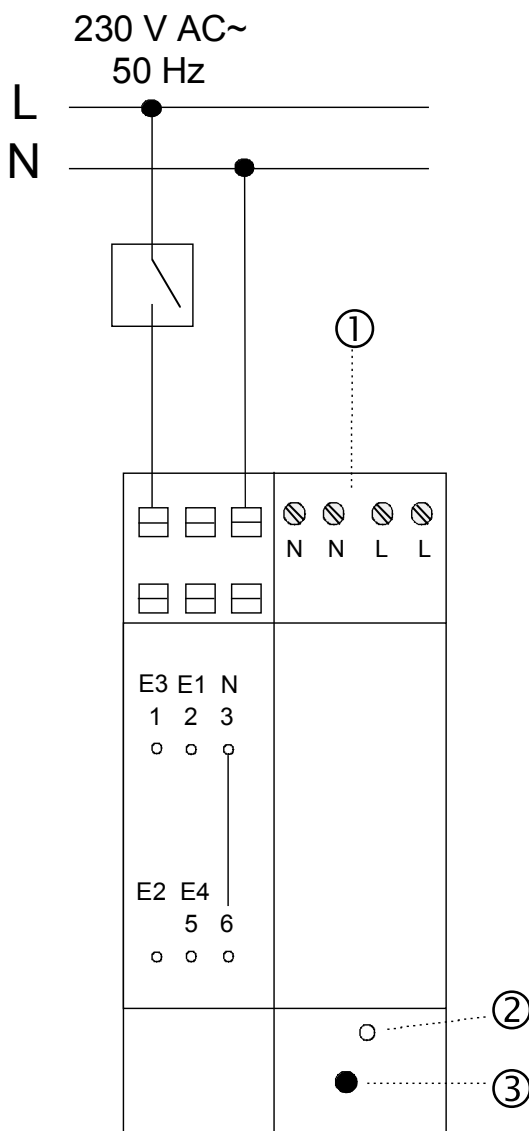 230 V AC~
50 Hz
L
N
①
N N L L
E3 E1 N
1 2 3
E2 E4
5 6
②
③